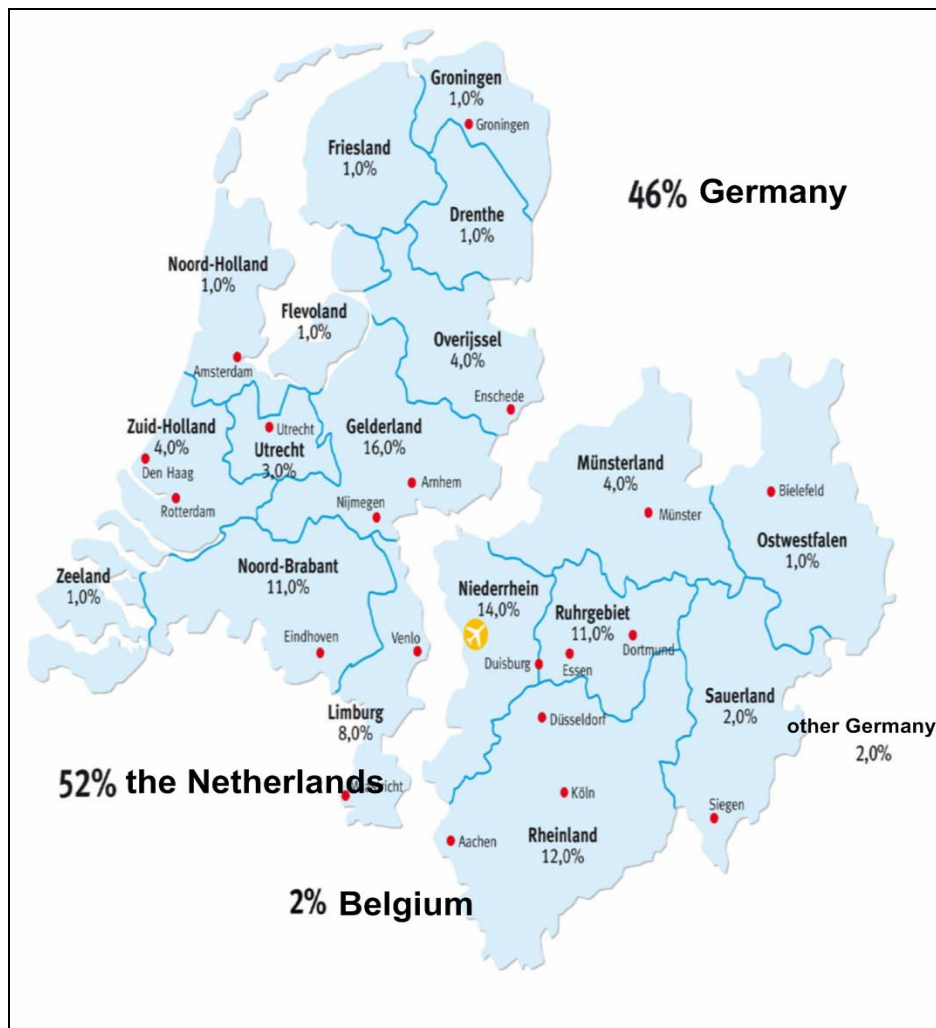 Groningen
1,0%
Groningen
Friesland
1,0%
46% Germany
Drenthe
1,0%
Noord-Holland
1,0%
Flevoland
1,0%
Overijssel
4,0%
Amsterdam
Enschede
Zuid-Holland
4,0%
Utrecht
Utrecht
3,0%
Gelderland
16,0%
Den Haag
Rotterdam
Arnhem
Nijmegen
Münsterland
4,0%
Münster
Bielefeld
Ostwestfalen
1,0%
Zeeland
1,0%
Noord-Brabant
11,0%
Eindhoven
Venlo
Niederrhein
14,0%
Ruhrgebiet
11,0%
Dortmund
Duisburg
Essen
Limburg
8,0%
Düsseldorf
Sauerland
2,0%
other Germany
2,0%
52% the Netherlands
Köln
Siegen
Aachen
Rheinland
12,0%
2% Belgium